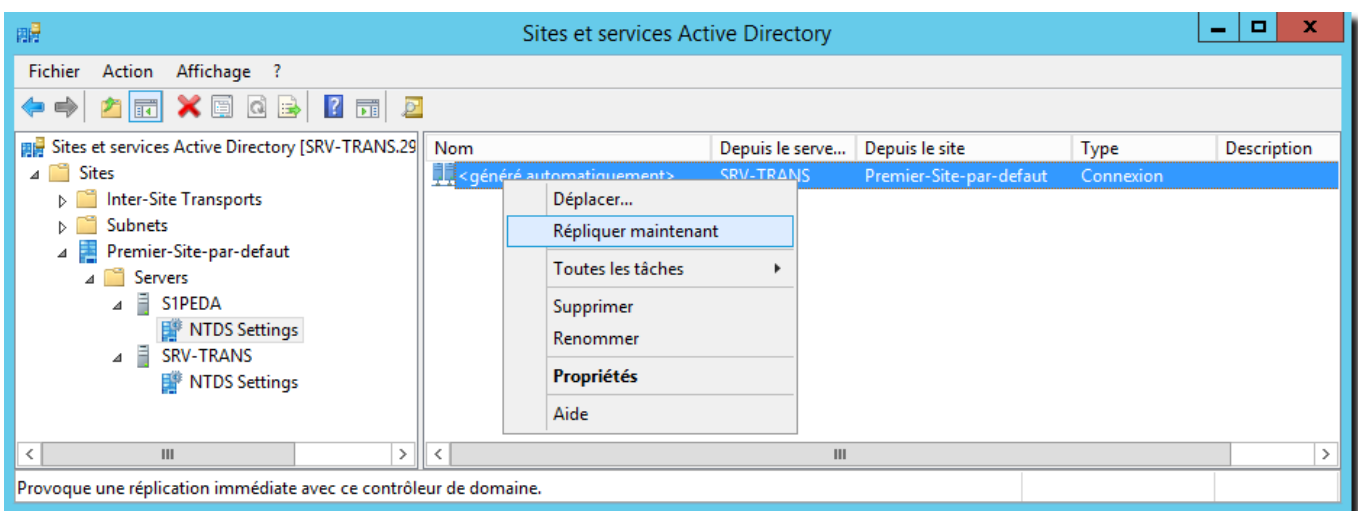 Sites et services Active Directory
Fichier Action Affichage ?
Sites et services Active Directory [SRV-TRANS.29
Sites
Inter-Site Transports
Subnets
Premier-Site-par-defaut
Servers
S1PEDA
NTDS Settings
SRV-TRANS
NTDS Settings
Nom Depuis le serve... Depuis le site Type Description
<généré automatiquement> SRV-TRANS Premier-Site-par-defaut Connexion
Déplacer...
Répliquer maintenant
Toutes les tâches
Supprimer
Renommer
Propriétés
Aide
Provoque une réplication immédiate avec ce contrôleur de domaine.